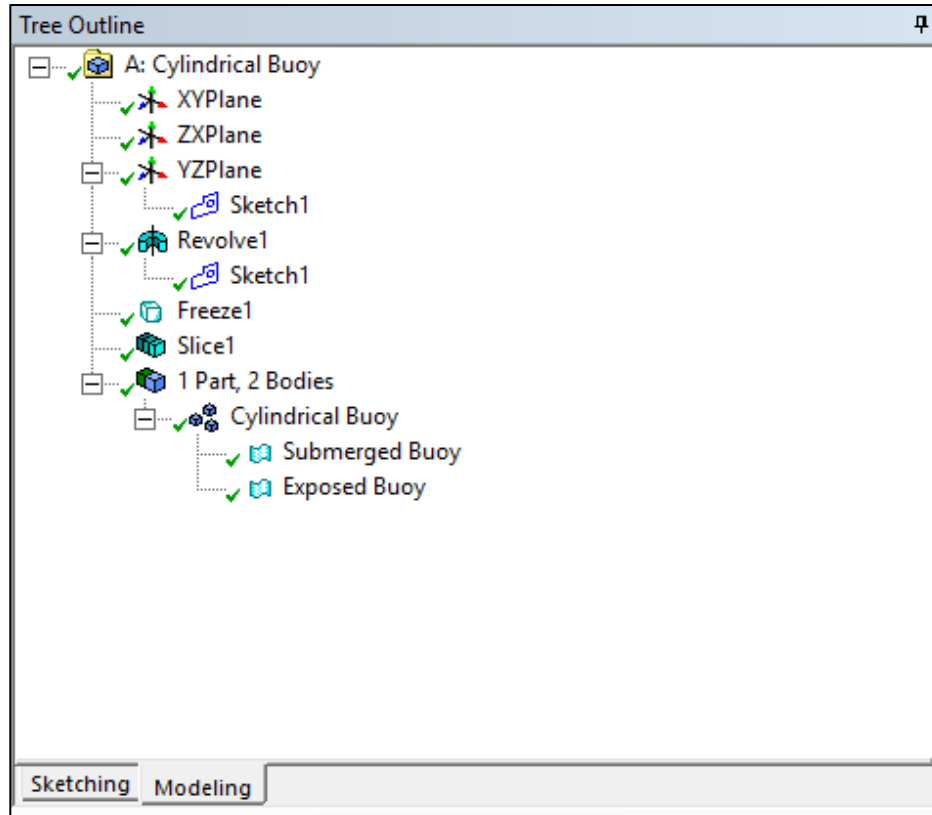 Tree Outline
A: Cylindrical Buoy
XYPlane
ZXPlane
YZPlane
Sketch1
Revolve1
Sketch1
Freeze1
Slice1
1 Part, 2 Bodies
Cylindrical Buoy
Submerged Buoy
Exposed Buoy
Sketching Modeling